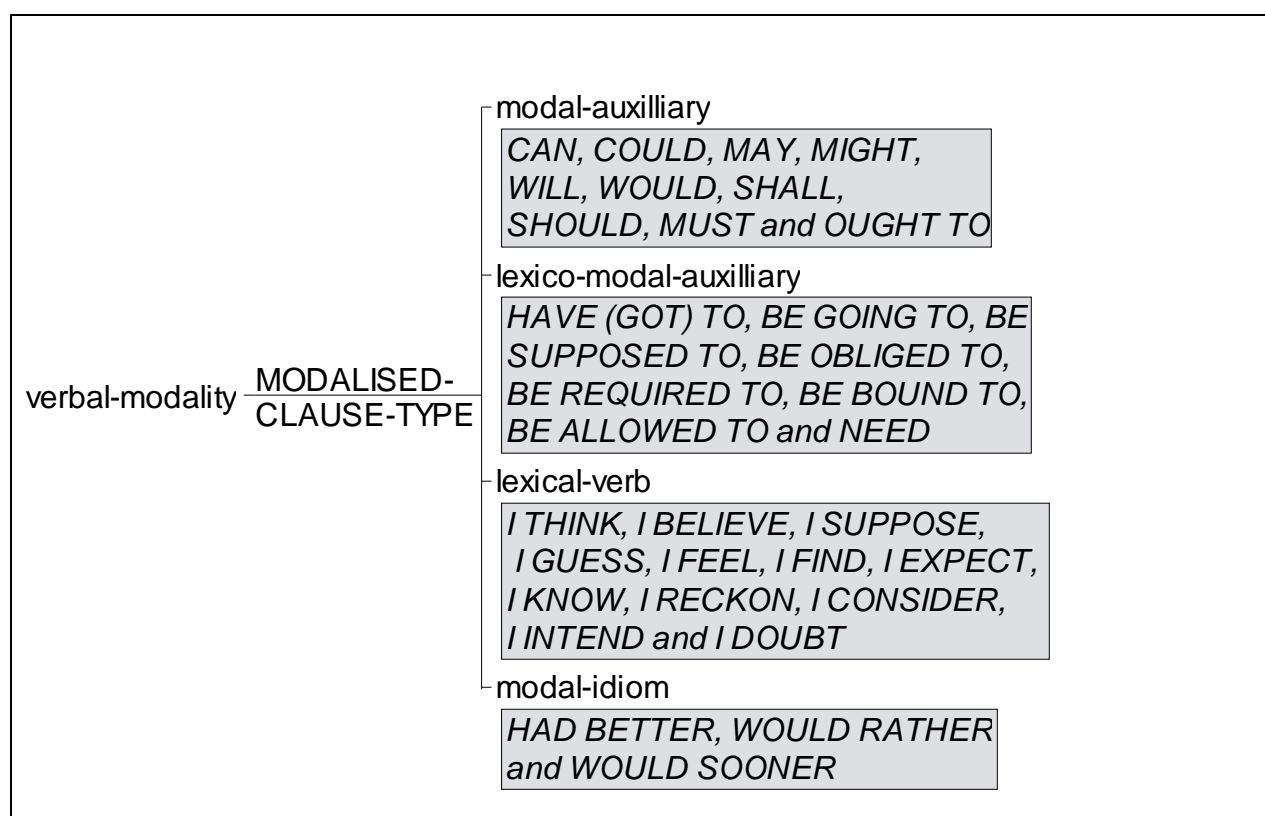 modal-auxilliary
CAN, COULD, MAY, MIGHT,
WILL, WOULD, SHALL,
SHOULD, MUST and OUGHT TO
lexico-modal-auxilliary
HAVE (GOT) TO, BE GOING TO, BE
SUPPOSED TO, BE OBLIGED TO,
BE REQUIRED TO, BE BOUND TO,
BE ALLOWED TO and NEED
verbal-modality
MODALISED-
CLAUSE-TYPE
lexical-verb
I THINK, I BELIEVE, I SUPPOSE,
I GUESS, I FEEL, I FIND, I EXPECT,
I KNOW, I RECKON, I CONSIDER,
I INTEND and I DOUBT
modal-idiom
HAD BETTER, WOULD RATHER
and WOULD SOONER